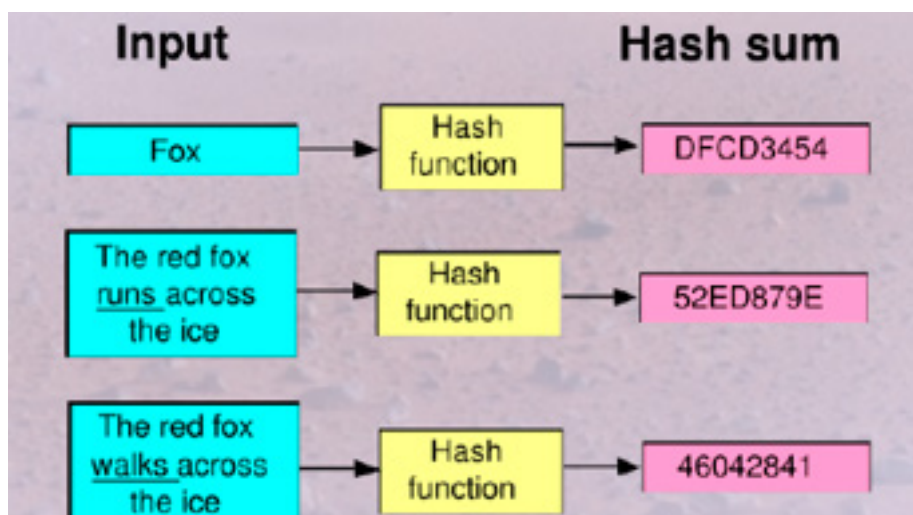 Input
Hash sum
Fox
Hash
function
DFCD3454
The red fox
runs across
the ice
Hash
function
52ED879E
The red fox
walks across
the ice
Hash
function
46042841